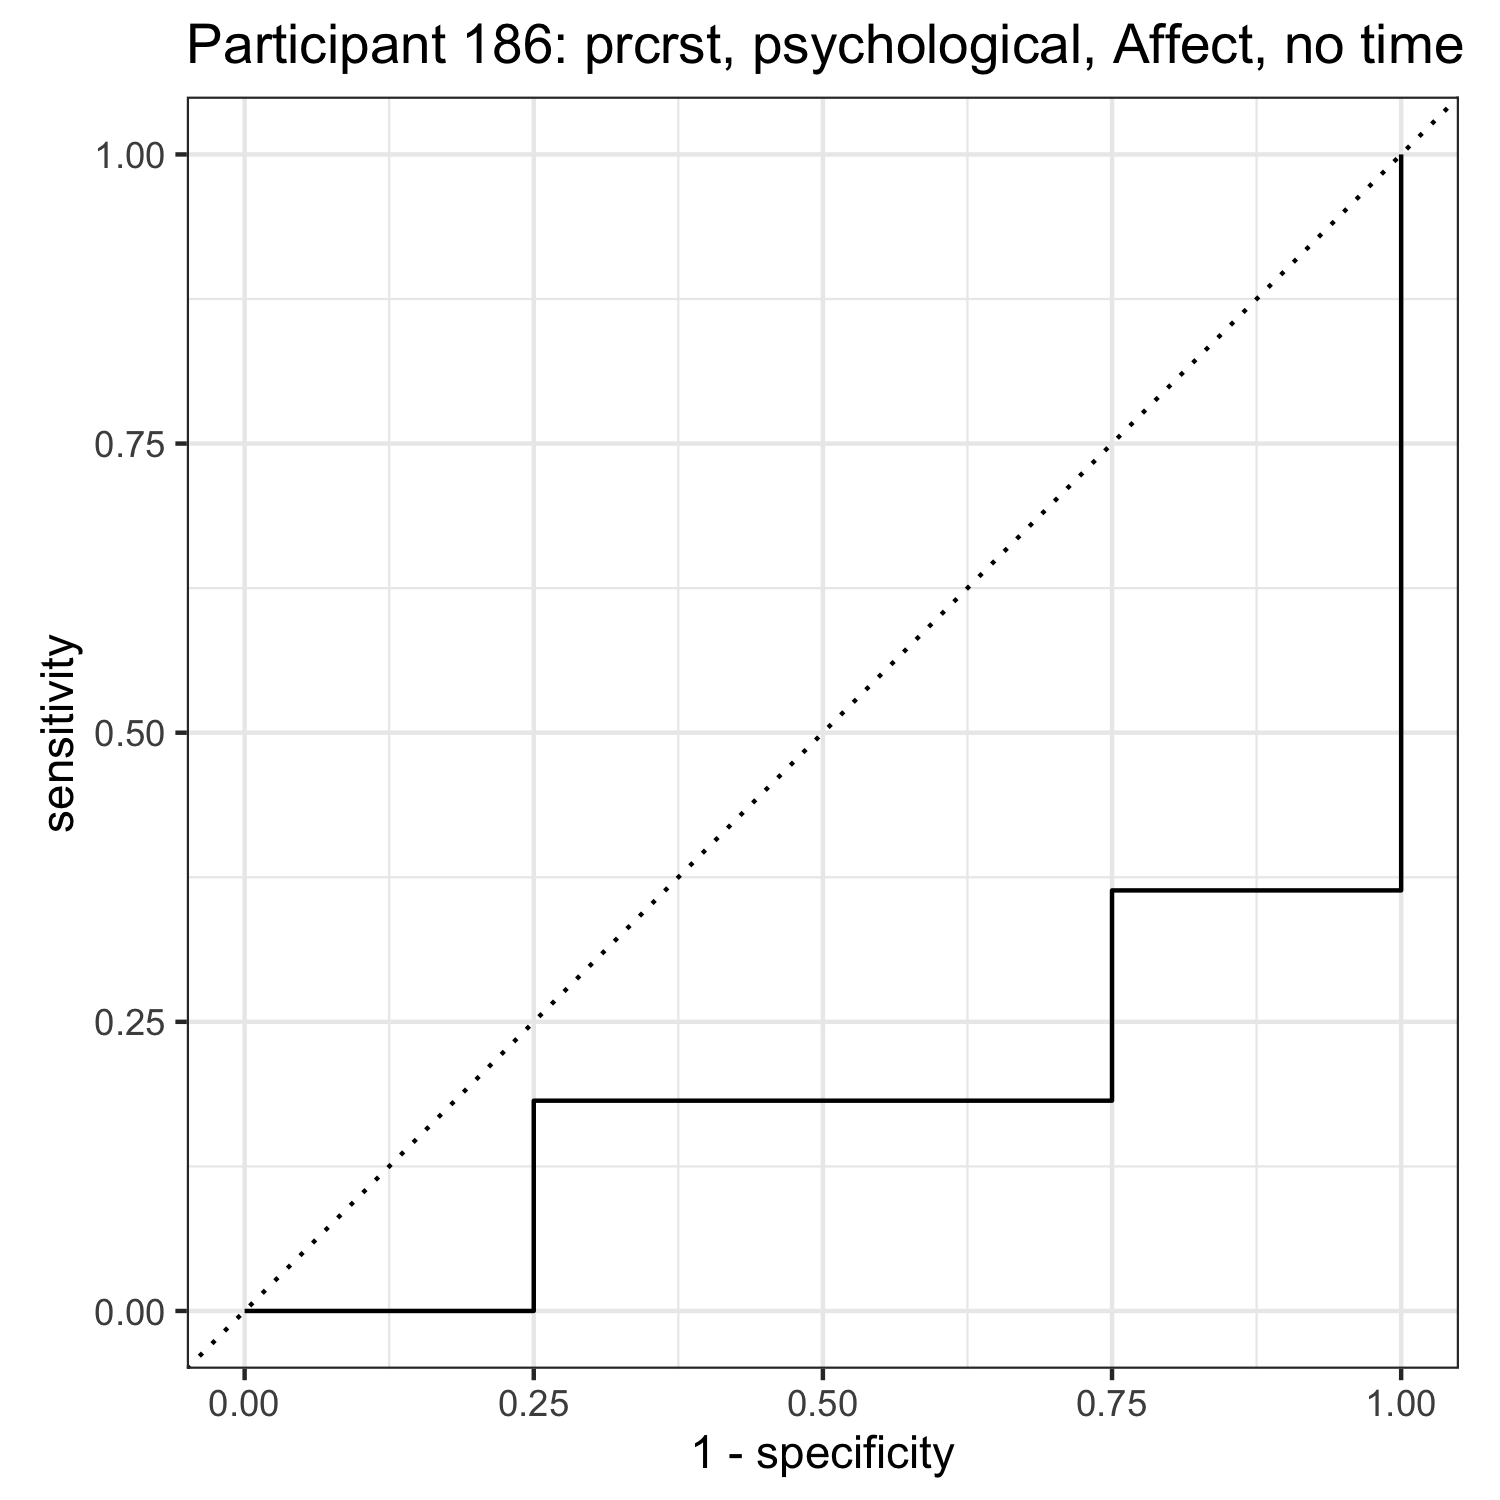 Participant 186: prcrst, psychological, Affect, no time
1.00
0.75
0.50
0.25
0.00
sensitivity
0.00 0.25 0.50 0.75 1.00
1 - specificity